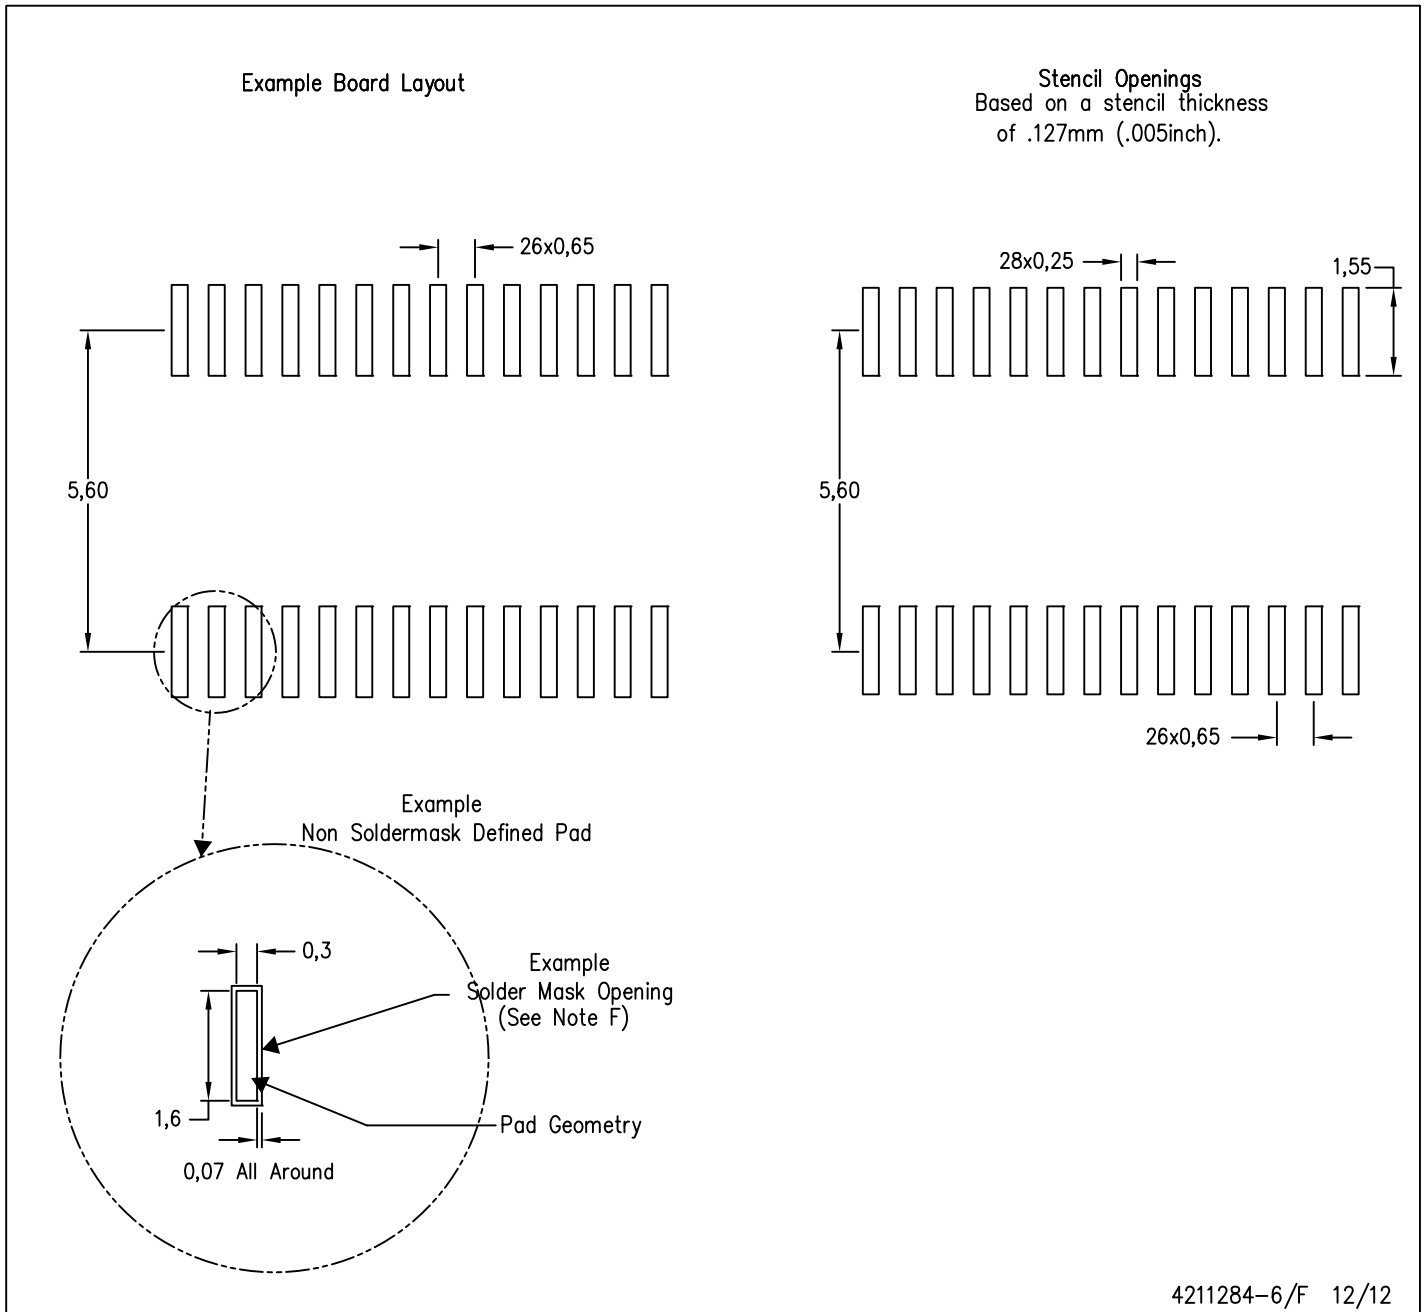 Example Board Layout
Stencil Openings
Based on a stencil thickness
of .127mm (.005inch).
26x0,65
28x0,25
1,55
5,60
5,60
26x0,65
Example
Non Soldermask Defined Pad
0,3
Example
Solder Mask Opening
(See Note F)
1,6
Pad Geometry
0,07 All Around
4211284-6/F 12/12